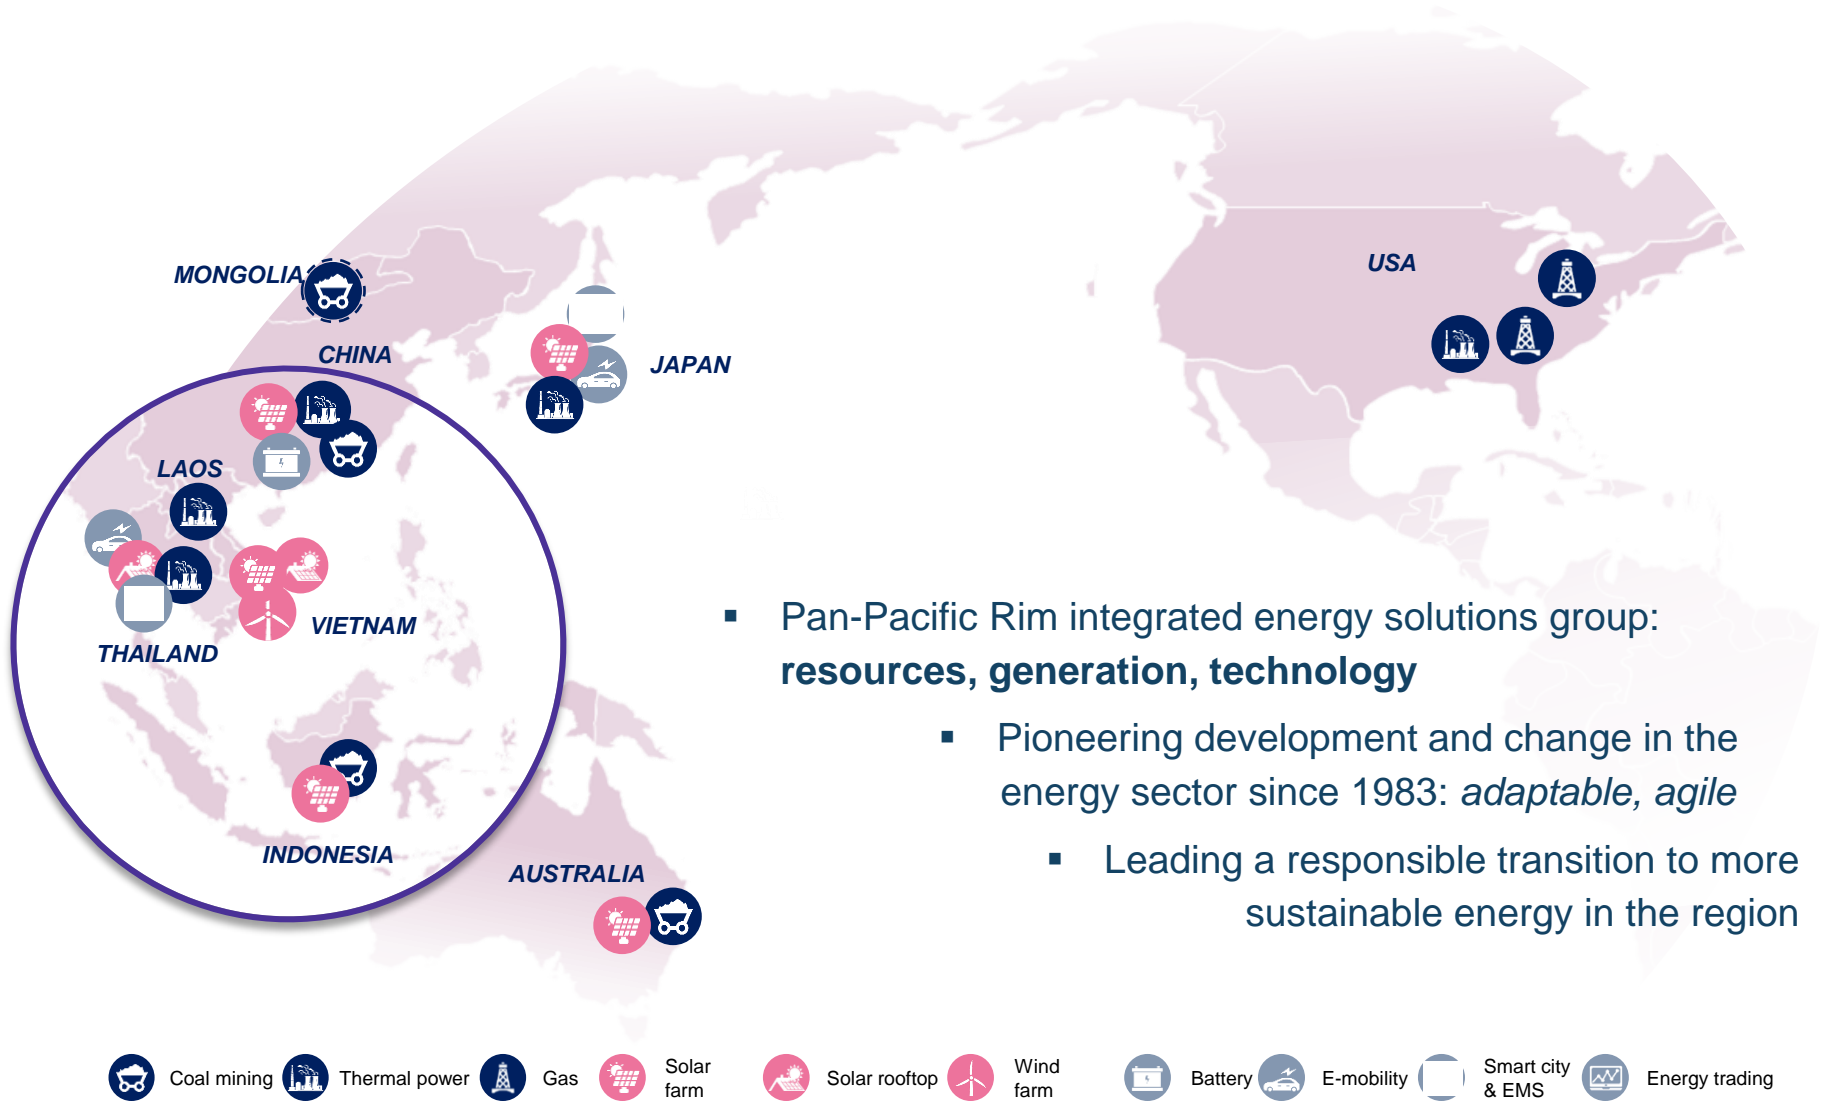 MONGOLIA
USA
CHINA
JAPAN
LAOS
VIETNAM
THAILAND
INDONESIA
AUSTRALIA
▪ Pan-Pacific Rim integrated energy solutions group:
resources, generation, technology
▪ Pioneering development and change in the
energy sector since 1983: adaptable, agile
▪ Leading a responsible transition to more
sustainable energy in the region
Coal mining
Thermal power
Gas
Solar
farm
Solar rooftop
Wind
farm
Battery
E-mobility
Smart city
& EMS
Energy trading